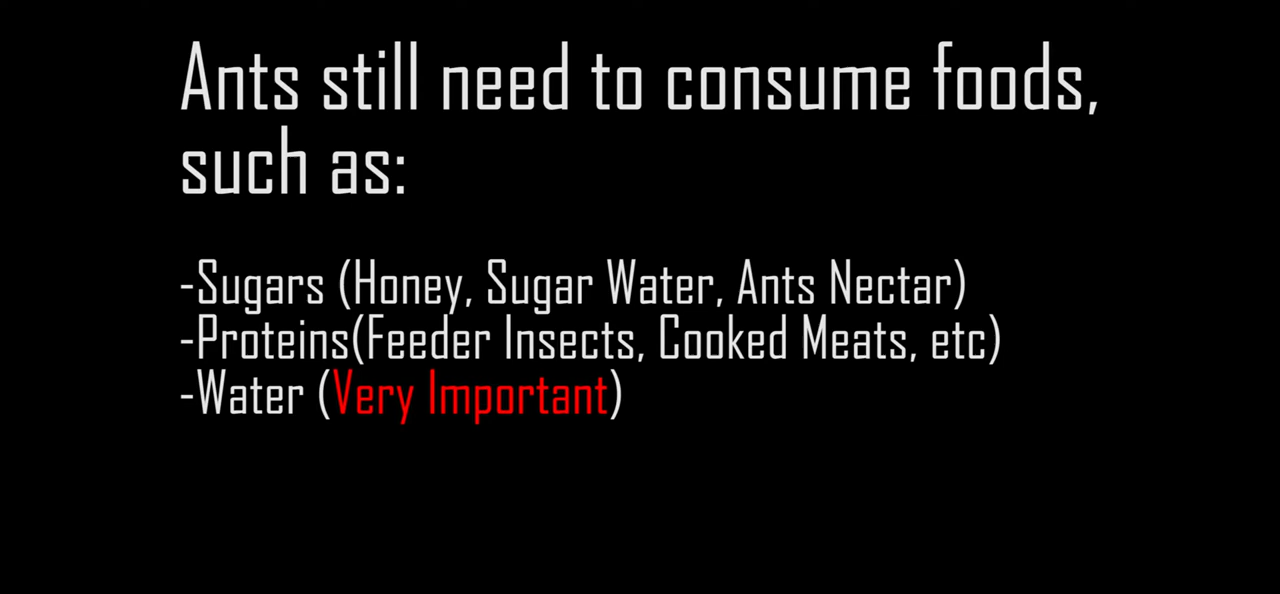 Ants still need to consume foods,
such as:
-Sugars (Honey, Sugar Water, Ants Nectar)
-Proteins(Feeder Insects, Cooked Meats, etc)
-Water (Very Important)